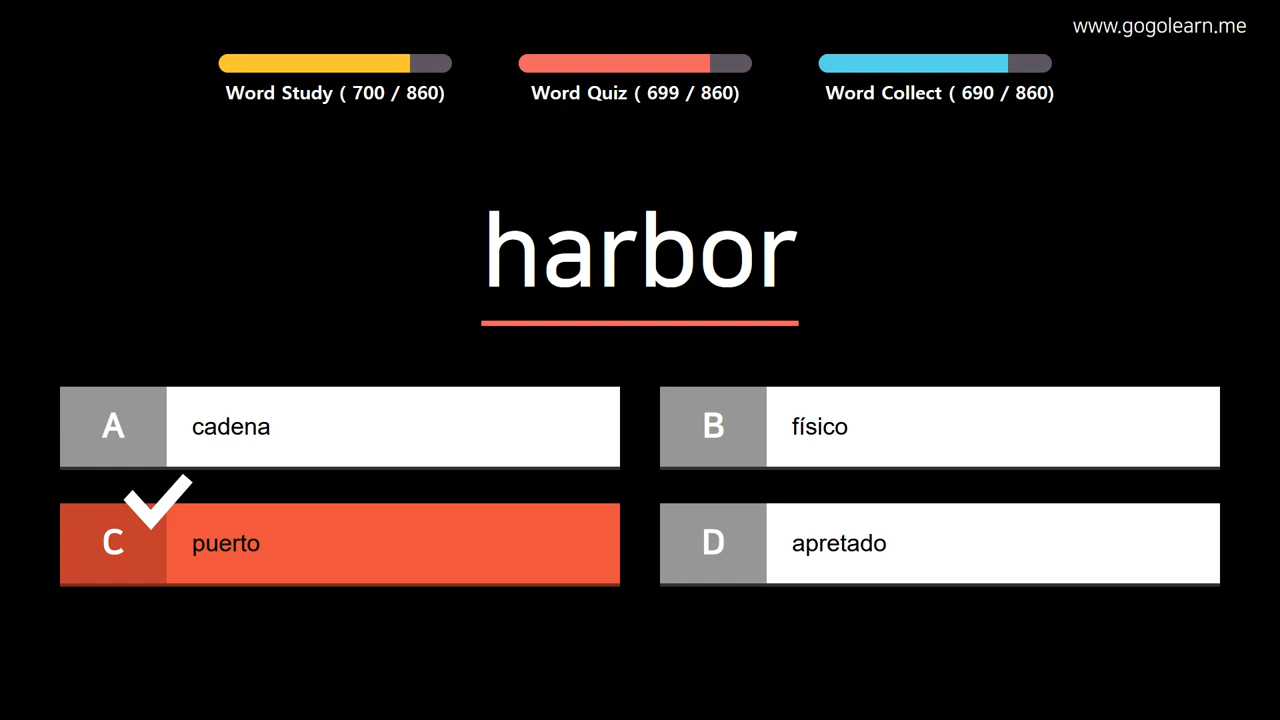 www.gogolearn.me
Word Study ( 700 / 860)
Word Quiz ( 699 / 860)
Word Collect ( 690 / 860)
harbor
A cadena
B físico
C puerto
D apretado